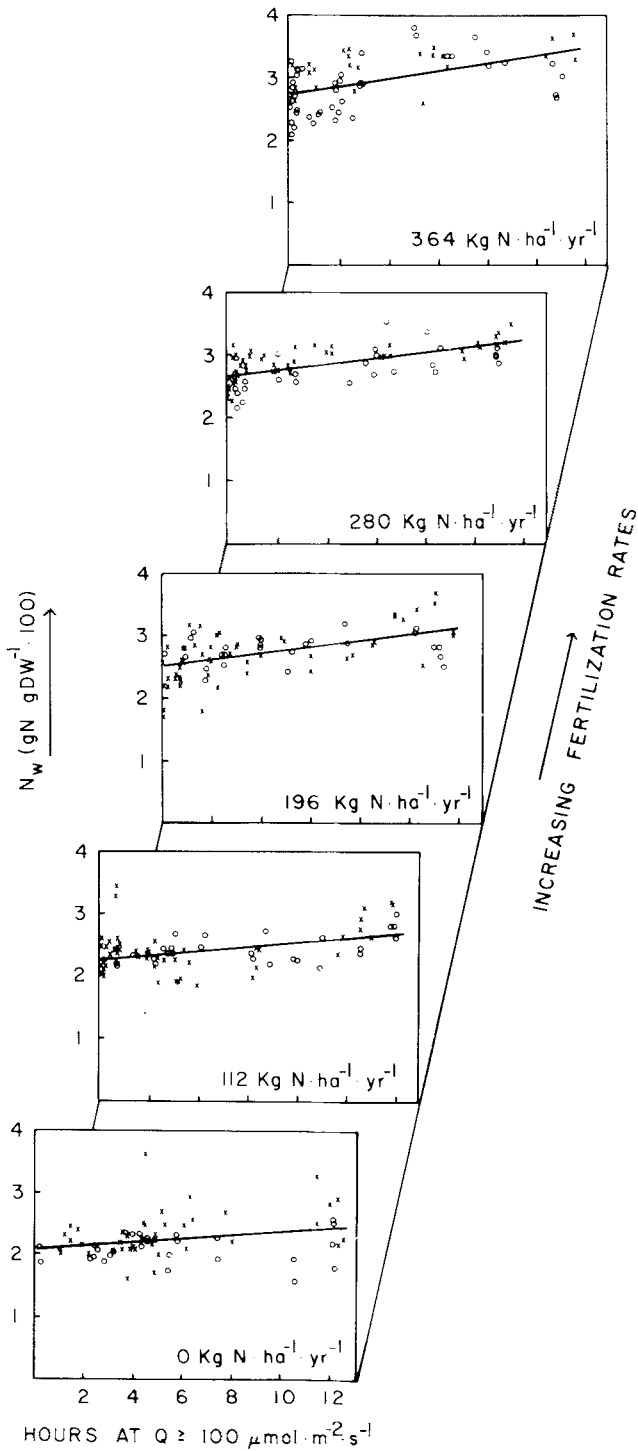 4
3
2
1
364 Kg N·ha⁻¹·yr⁻¹
4
3
2
1
280 Kg N·ha⁻¹·yr⁻¹
4
3
2
1
196 Kg N·ha⁻¹·yr⁻¹
4
3
2
1
112 Kg N·ha⁻¹·yr⁻¹
4
3
2
1
0 Kg N·ha⁻¹·yr⁻¹
2 4 6 8 10 12
HOURS AT Q ≥ 100 μmol·m⁻²·s⁻¹
N_W (gN gDW⁻¹·100)
INCREASING FERTILIZATION RATES